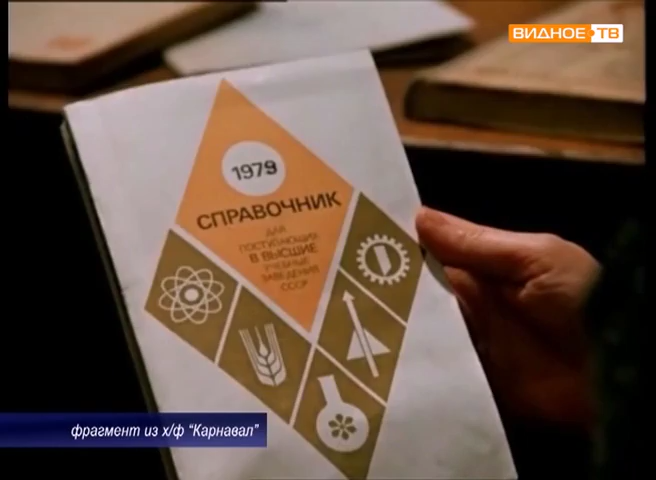 ВИДНОЕ ТВ
1979
СПРАВОЧНИК
ДЛЯ
ПОСТУПАЮЩИХ
В ВЫСШИЕ
УЧЕБНЫЕ
ЗАВЕДЕНИЯ
СССР
фрагмент из х/ф "Карнавал"